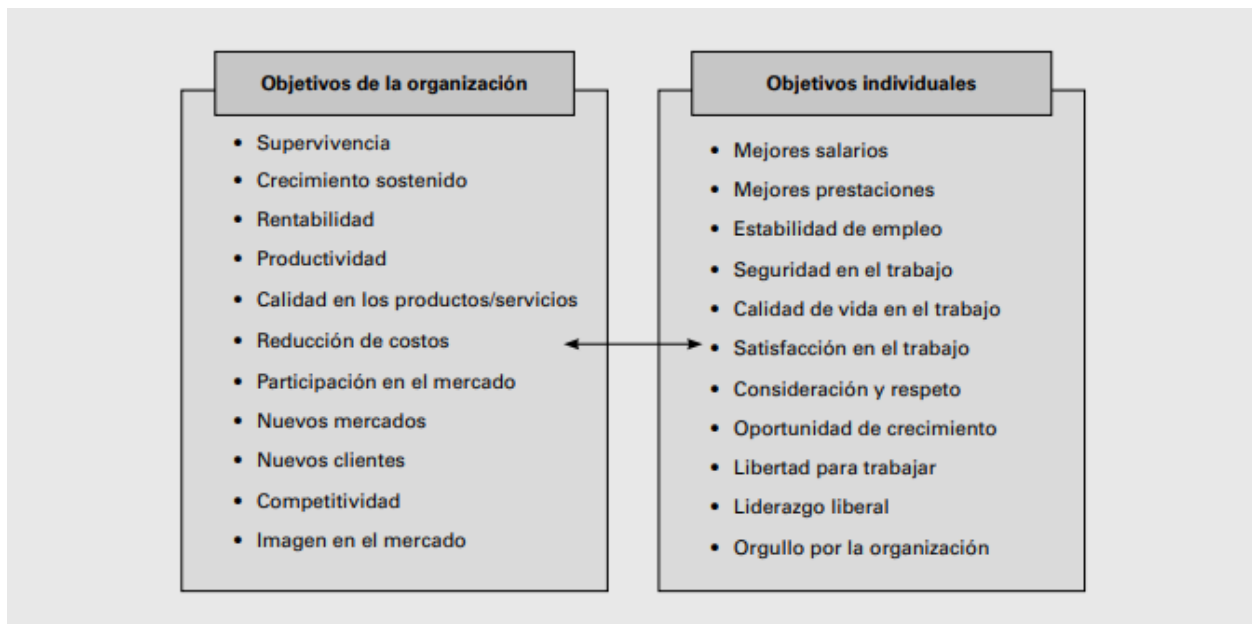 Objetivos de la organización
• Supervivencia
• Crecimiento sostenido
• Rentabilidad
• Productividad
• Calidad en los productos/servicios
• Reducción de costos
• Participación en el mercado
• Nuevos mercados
• Nuevos clientes
• Competitividad
• Imagen en el mercado
Objetivos individuales
• Mejores salarios
• Mejores prestaciones
• Estabilidad de empleo
• Seguridad en el trabajo
• Calidad de vida en el trabajo
• Satisfacción en el trabajo
• Consideración y respeto
• Oportunidad de crecimiento
• Libertad para trabajar
• Liderazgo liberal
• Orgullo por la organización